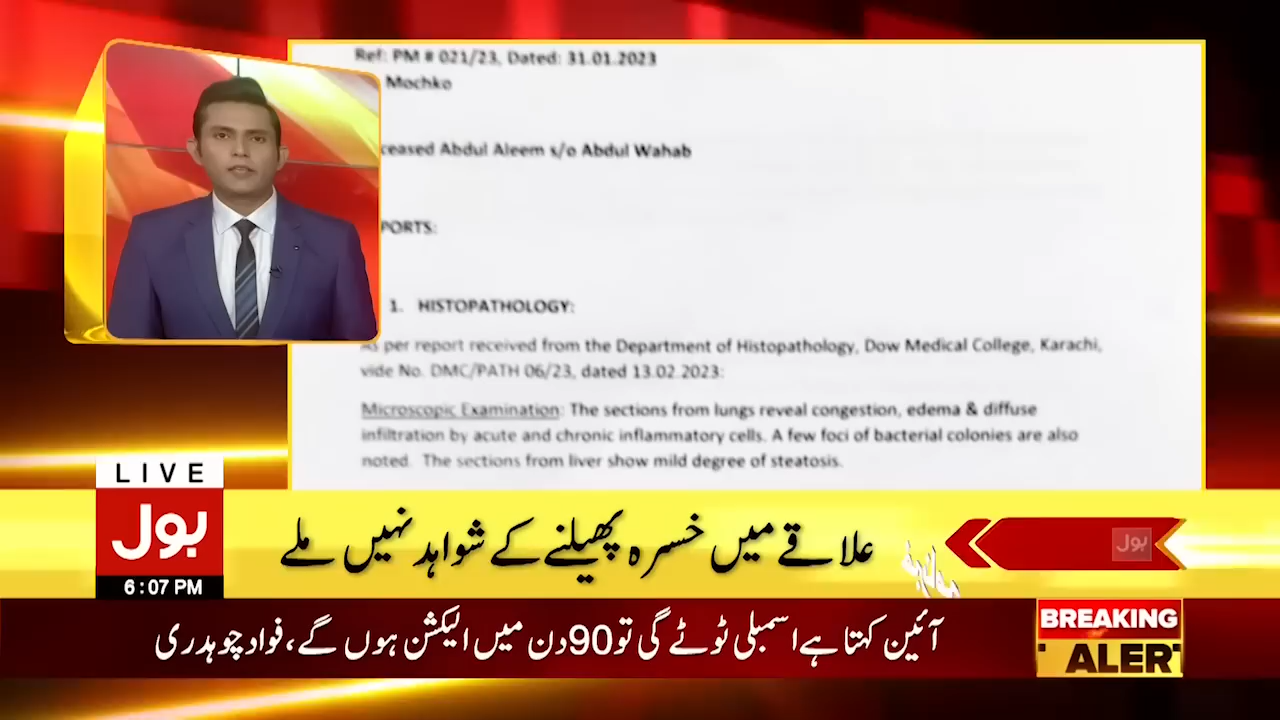 Ref: PM # 021/23, Dated: 31.01.2023
Mochko
ceased Abdul Aleem s/o Abdul Wahab
PORTS:
1. HISTOPATHOLOGY:
As per report received from the Department of Histopathology, Dow Medical College, Karachi,
vide No. DMC/PATH 06/23, dated 13.02.2023:
Microscopic Examination: The sections from lungs reveal congestion, edema & diffuse
infiltration by acute and chronic inflammatory cells. A few foci of bacterial colonies are also
noted. The sections from liver show mild degree of steatosis.
LIVE
بول
6:07 PM
علاقے میں خسرہ پھیلنے کے شواہد نہیں ملے
بول
آئین کہتا ہے اسمبلی ٹوٹے گی تو 90 دن میں الیکشن ہوں گے، فواد چوہدری
BREAKING
ALER